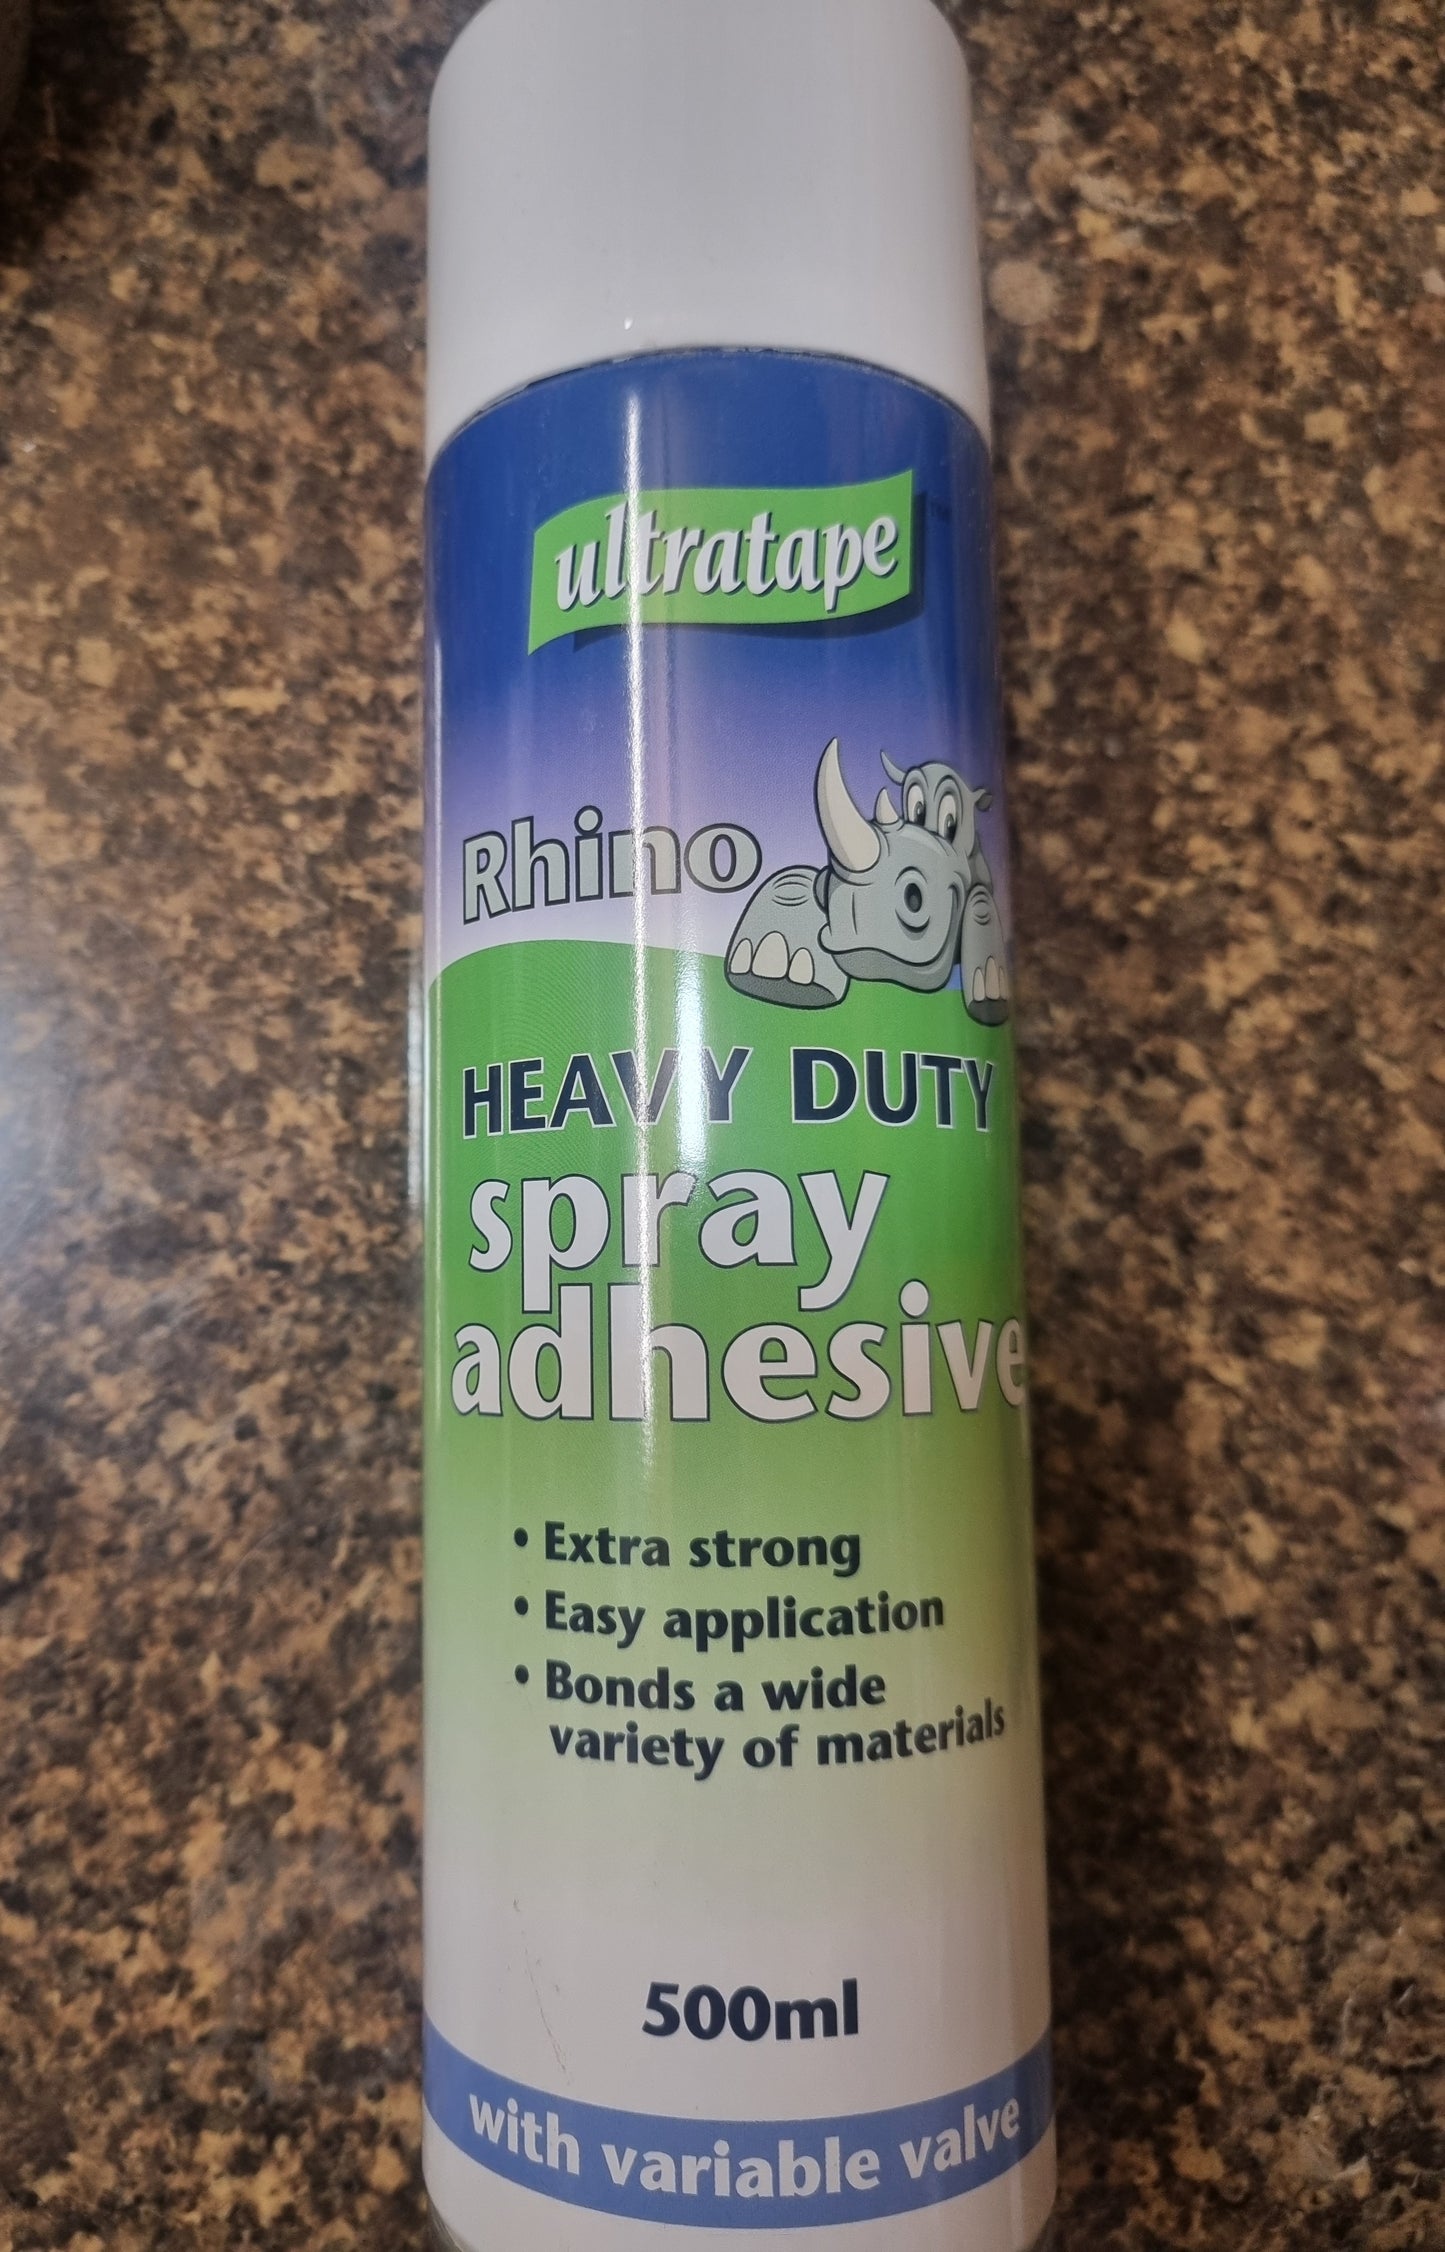 ultratape
Rhino
HEAVY DUTY
spray
adhesive
• Extra strong
• Easy application
• Bonds a wide
variety of materials
500ml
with variable valve